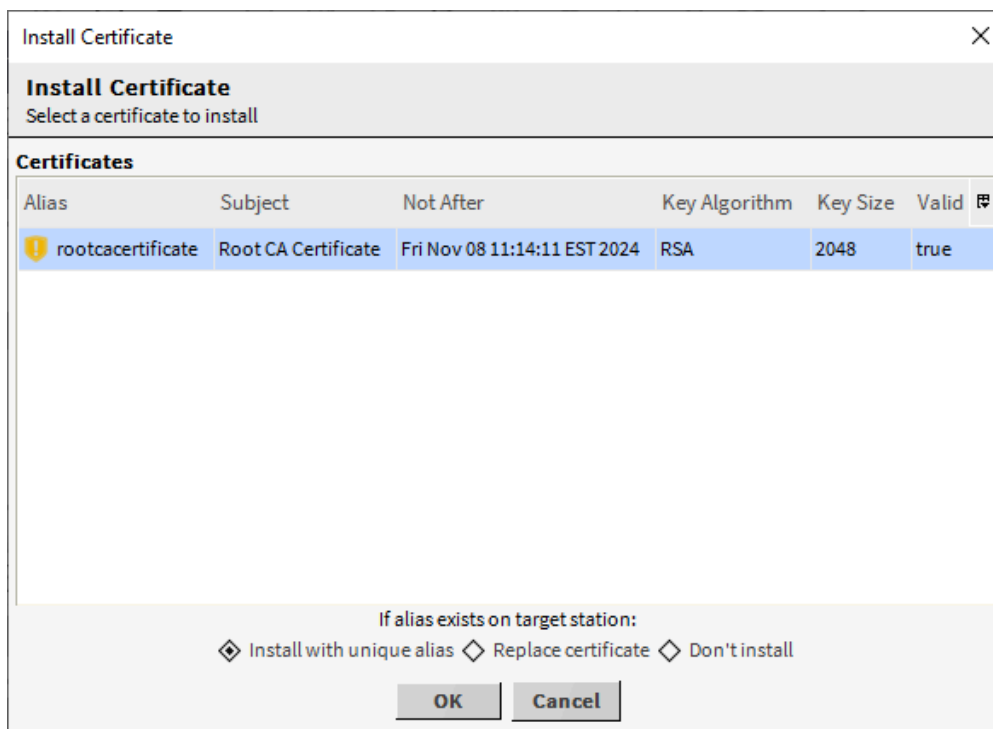 Install Certificate
Install Certificate
Select a certificate to install
Certificates
Alias Subject Not After Key Algorithm Key Size Valid
rootcacertificate Root CA Certificate Fri Nov 08 11:14:11 EST 2024 RSA 2048 true
If alias exists on target station:
Install with unique alias Replace certificate Don't install
OK Cancel